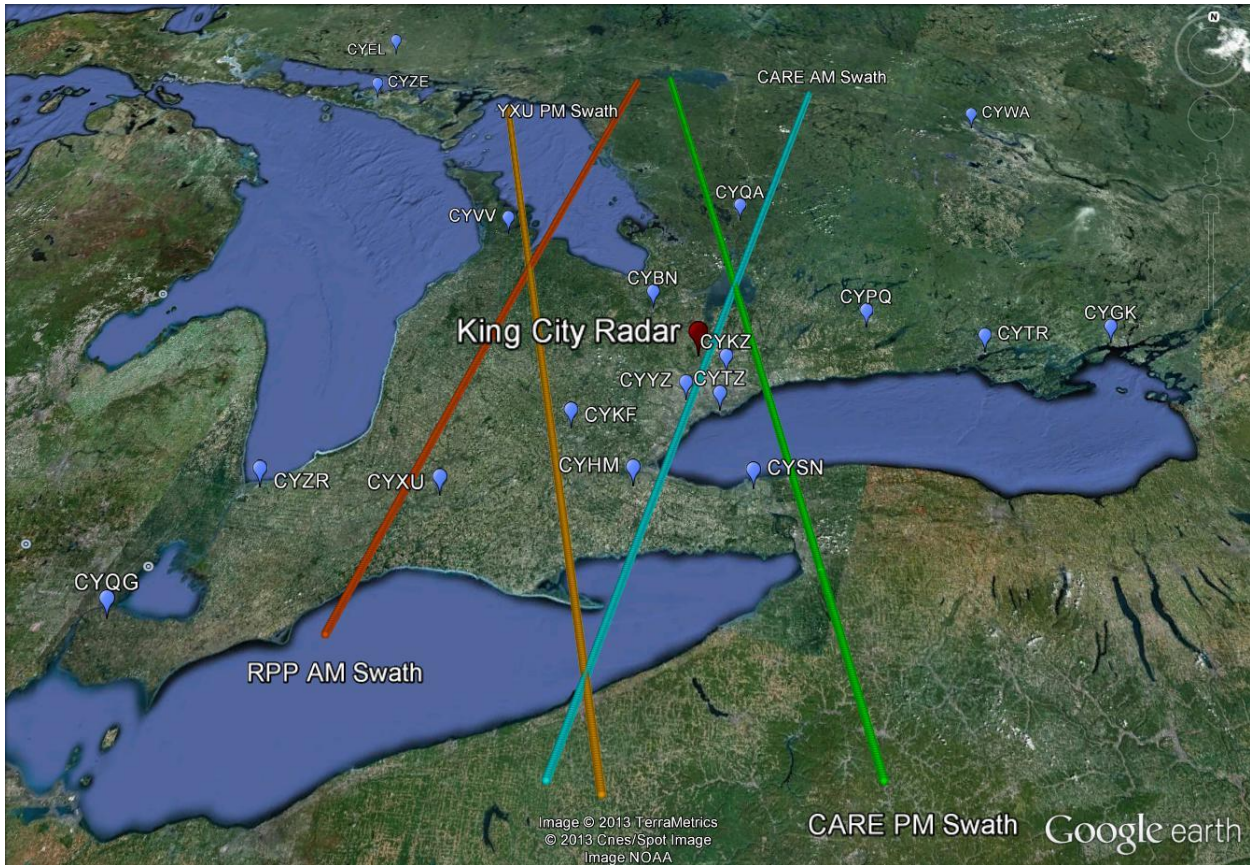 N
CYEL
CYZE
YXU PM Swath
CARE AM Swath
CYWA
CYQA
CYVV
CYBN
CYPQ
King City Radar
CYKZ
CYTR
CYGK
CYYZ
CYTZ
CYKF
CYHM
CYSN
CYZR
CYXU
CYQG
RPP AM Swath
CARE PM Swath
Image © 2013 TerraMetrics
© 2013 Cnes/Spot Image
Image NOAA
Google earth